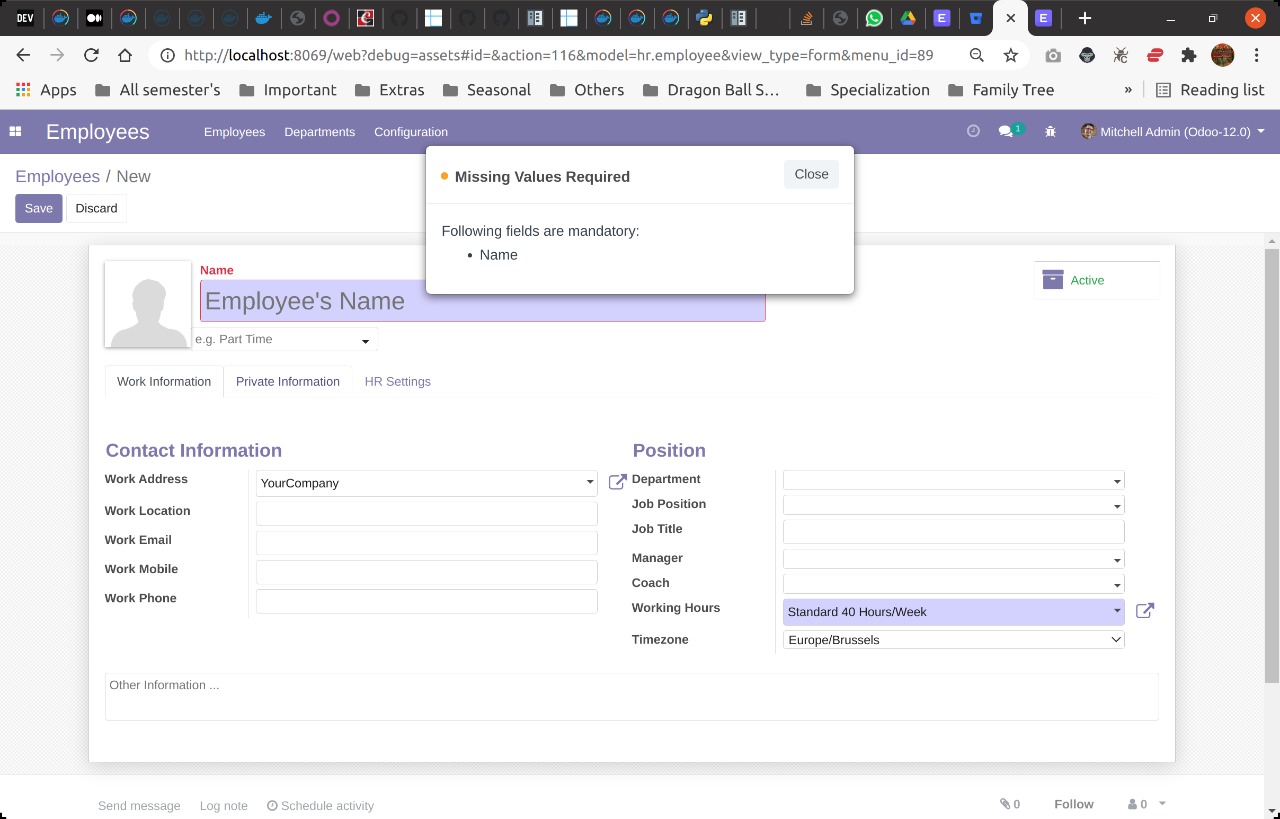 DEV
E
E
http://localhost:8069/web?debug=assets#id=&action=116&model=hr.employee&view_type=form&menu_id=89
Apps All semester's Important Extras Seasonal Others Dragon Ball S... Specialization Family Tree » Reading list
Employees Employees Departments Configuration 1 Mitchell Admin (Odoo-12.0)
Employees / New
Save Discard
Missing Values Required Close
Following fields are mandatory:
• Name
Name
Employee's Name
Active
e.g. Part Time
Work Information Private Information HR Settings
Contact Information Position
Work Address YourCompany Department
Work Location Job Position
Job Title
Work Email Manager
Work Mobile Coach
Work Phone Working Hours Standard 40 Hours/Week
Timezone Europe/Brussels
Other Information ...
Send message Log note Schedule activity 0 Follow 0